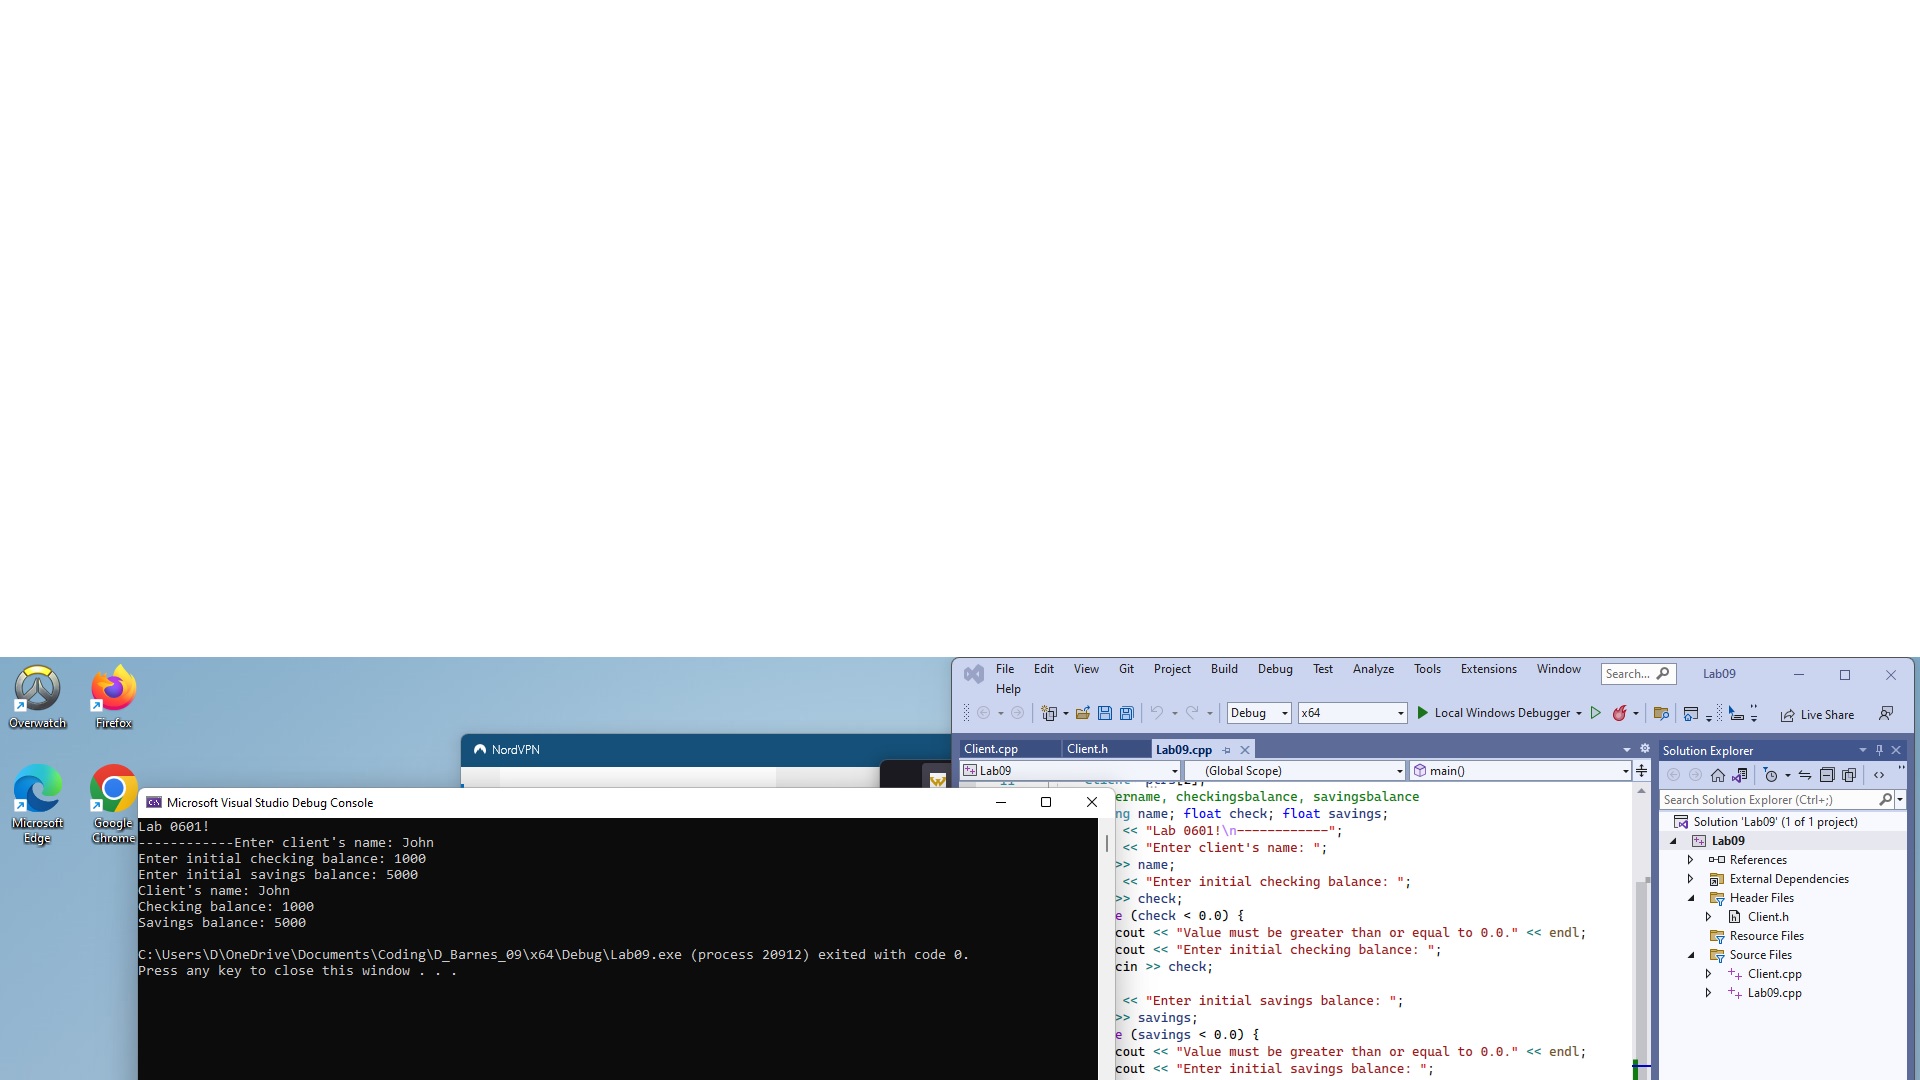 Overwatch
Firefox
Microsoft
Edge
Google
Chrome
NordVPN
Microsoft Visual Studio Debug Console
Lab 0601!
------------Enter client's name: John
Enter initial checking balance: 1000
Enter initial savings balance: 5000
Client's name: John
Checking balance: 1000
Savings balance: 5000
C:\Users\D\OneDrive\Documents\Coding\D_Barnes_09\x64\Debug\Lab09.exe (process 20912) exited with code 0.
Press any key to close this window . . .
File Edit View Git Project Build Debug Test Analyze Tools Extensions Window Search... Lab09
Help
Debug x64 Local Windows Debugger Live Share
Client.cpp Client.h Lab09.cpp
Lab09 (Global Scope) main()
11
ername, checkingsbalance, savingsbalance
ng name; float check; float savings;
<< "Lab 0601!\n------------";
<< "Enter client's name: ";
>> name;
<< "Enter initial checking balance: ";
>> check;
e (check < 0.0) {
cout << "Value must be greater than or equal to 0.0." << endl;
cout << "Enter initial checking balance: ";
cin >> check;
<< "Enter initial savings balance: ";
>> savings;
e (savings < 0.0) {
cout << "Value must be greater than or equal to 0.0." << endl;
cout << "Enter initial savings balance: ";
Solution Explorer
Search Solution Explorer (Ctrl+;)
Solution 'Lab09' (1 of 1 project)
Lab09
References
External Dependencies
Header Files
Client.h
Resource Files
Source Files
Client.cpp
Lab09.cpp